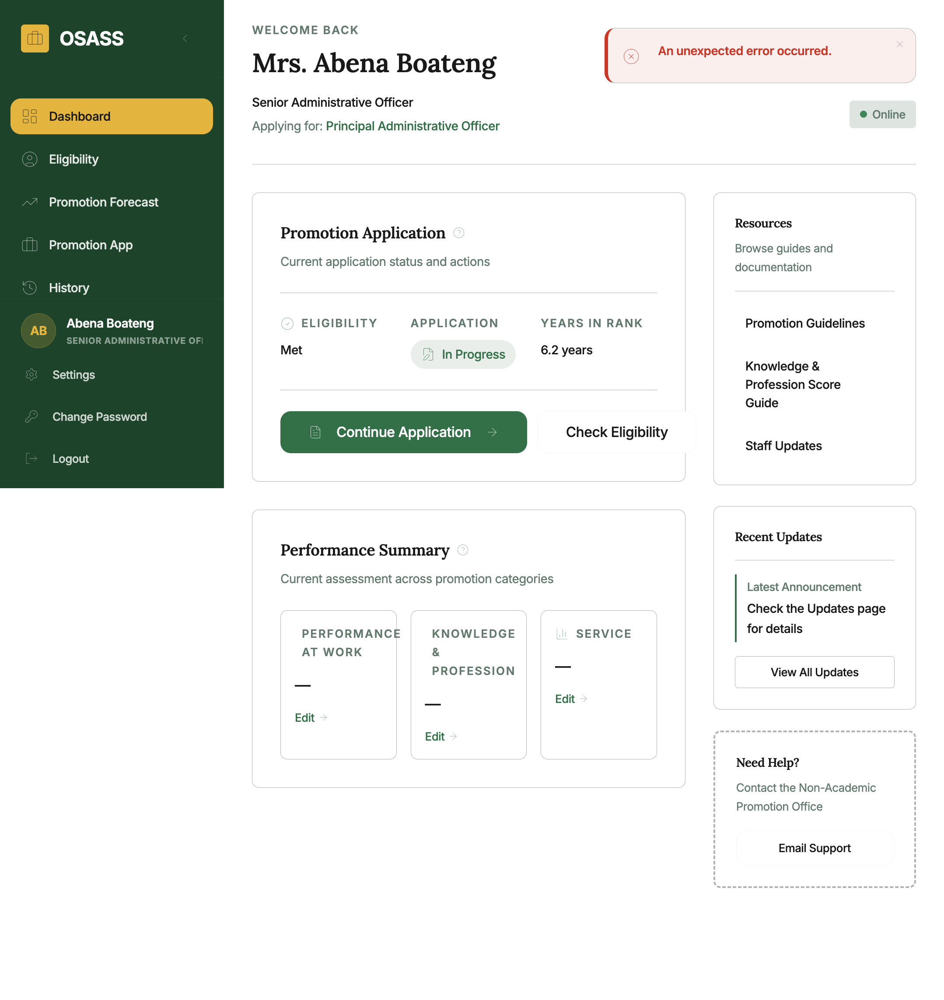 OSASS
Dashboard
Eligibility
Promotion Forecast
Promotion App
History
AB
Abena Boateng
SENIOR ADMINISTRATIVE OF
Settings
Change Password
Logout
WELCOME BACK
Mrs. Abena Boateng
Senior Administrative Officer
Applying for: Principal Administrative Officer
An unexpected error occurred.
Online
Promotion Application
Current application status and actions
ELIGIBILITY
Met
APPLICATION
In Progress
YEARS IN RANK
6.2 years
Continue Application
Check Eligibility
Performance Summary
Current assessment across promotion categories
PERFORMANCE
AT WORK
—
Edit
KNOWLEDGE
&
PROFESSION
—
Edit
SERVICE
—
Edit
Resources
Browse guides and
documentation
Promotion Guidelines
Knowledge &
Profession Score
Guide
Staff Updates
Recent Updates
Latest Announcement
Check the Updates page
for details
View All Updates
Need Help?
Contact the Non-Academic
Promotion Office
Email Support